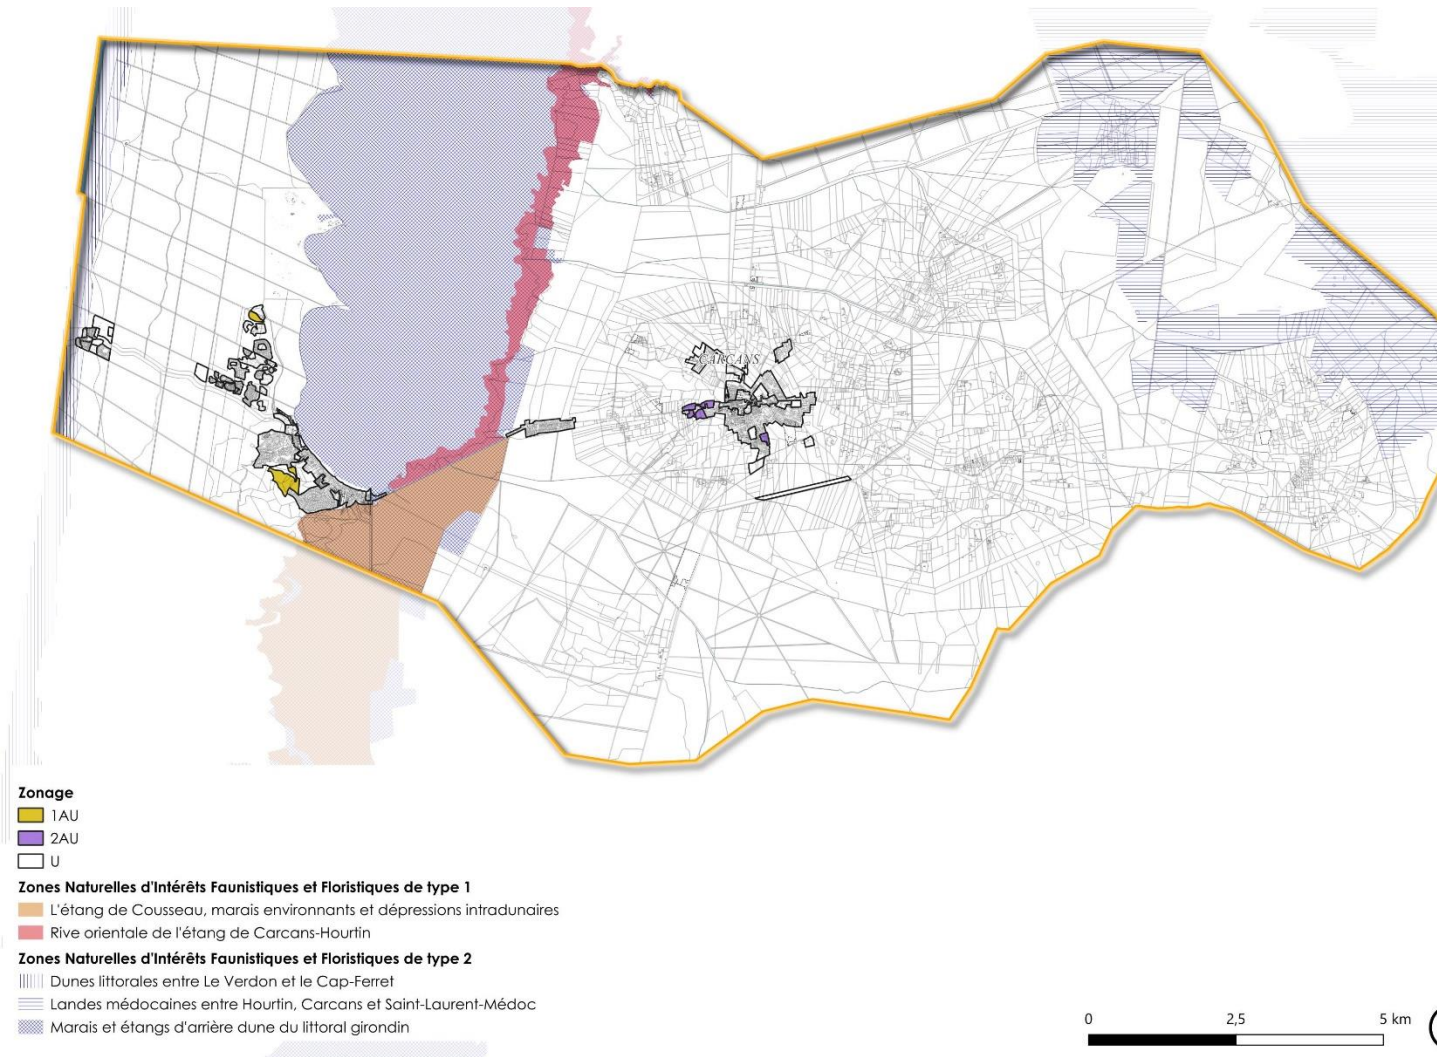 CARCANS
Zonage
1AU
2AU
U
Zones Naturelles d'Intérêts Faunistiques et Floristiques de type 1
L'étang de Cousseau, marais environnants et dépressions intradunaires
Rive orientale de l'étang de Carcans-Hourtin
Zones Naturelles d'Intérêts Faunistiques et Floristiques de type 2
Dunes littorales entre Le Verdon et le Cap-Ferret
Landes médocaines entre Hourtin, Carcans et Saint-Laurent-Médoc
Marais et étangs d'arrière dune du littoral girondin
0 2,5 5 km